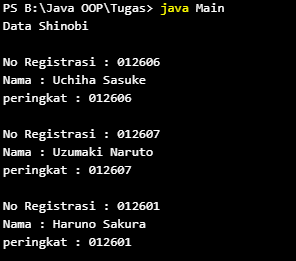 PS B:\Java OOP\Tugas> java Main
Data Shinobi

No Registrasi : 012606
Nama : Uchiha Sasuke
peringkat : 012606

No Registrasi : 012607
Nama : Uzumaki Naruto
peringkat : 012607

No Registrasi : 012601
Nama : Haruno Sakura
peringkat : 012601